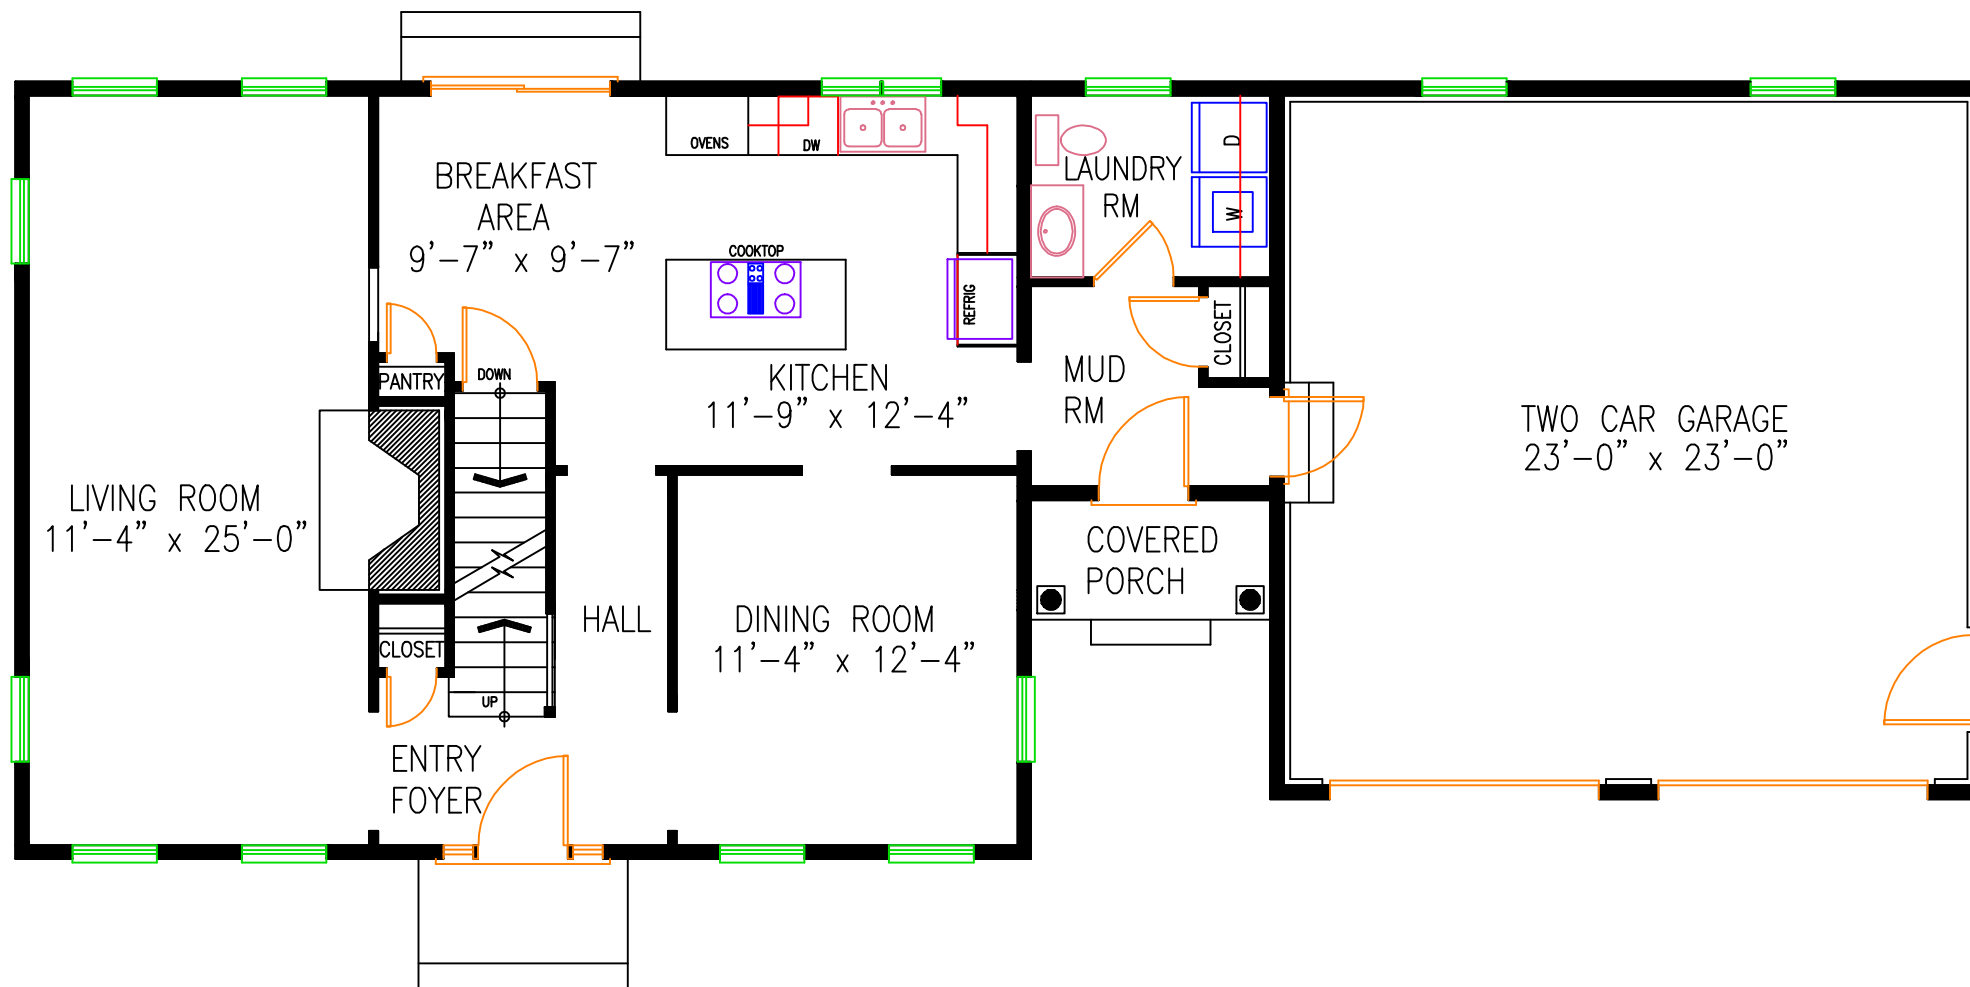 OVENS
DW
D
BREAKFAST
AREA
9'-7" x 9'-7"
LAUNDRY
RM
W
COOKTOP
REFRIG
CLOSET
PANTRY
DOWN
KITCHEN
11'-9" x 12'-4"
MUD
RM
TWO CAR GARAGE
23'-0" x 23'-0"
LIVING ROOM
11'-4" x 25'-0"
COVERED
PORCH
HALL
DINING ROOM
11'-4" x 12'-4"
CLOSET
UP
ENTRY
FOYER